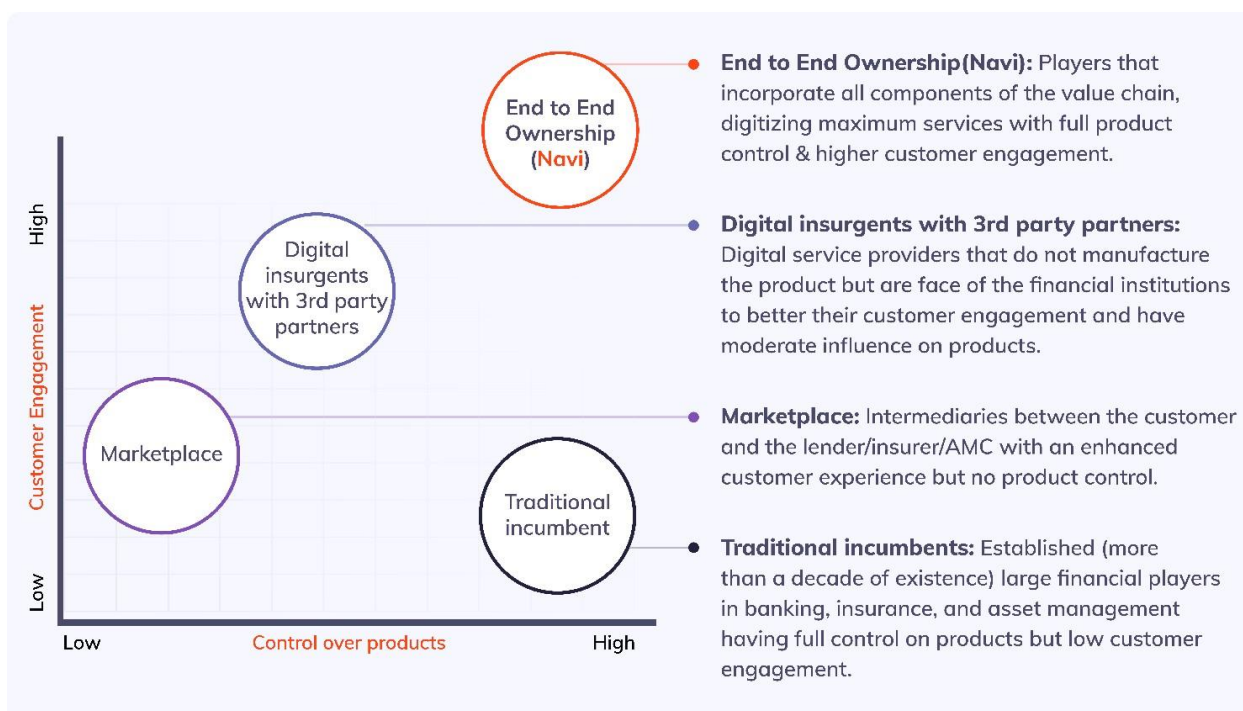 End to End
Ownership
(Navi)
Digital
insurgents
with 3rd party
partners
Marketplace
Traditional
incumbent
High
Customer Engagement
Low
Low
Control over products
High
End to End Ownership(Navi): Players that
incorporate all components of the value chain,
digitizing maximum services with full product
control & higher customer engagement.
Digital insurgents with 3rd party partners:
Digital service providers that do not manufacture
the product but are face of the financial institutions
to better their customer engagement and have
moderate influence on products.
Marketplace: Intermediaries between the customer
and the lender/insurer/AMC with an enhanced
customer experience but no product control.
Traditional incumbents: Established (more
than a decade of existence) large financial players
in banking, insurance, and asset management
having full control on products but low customer
engagement.